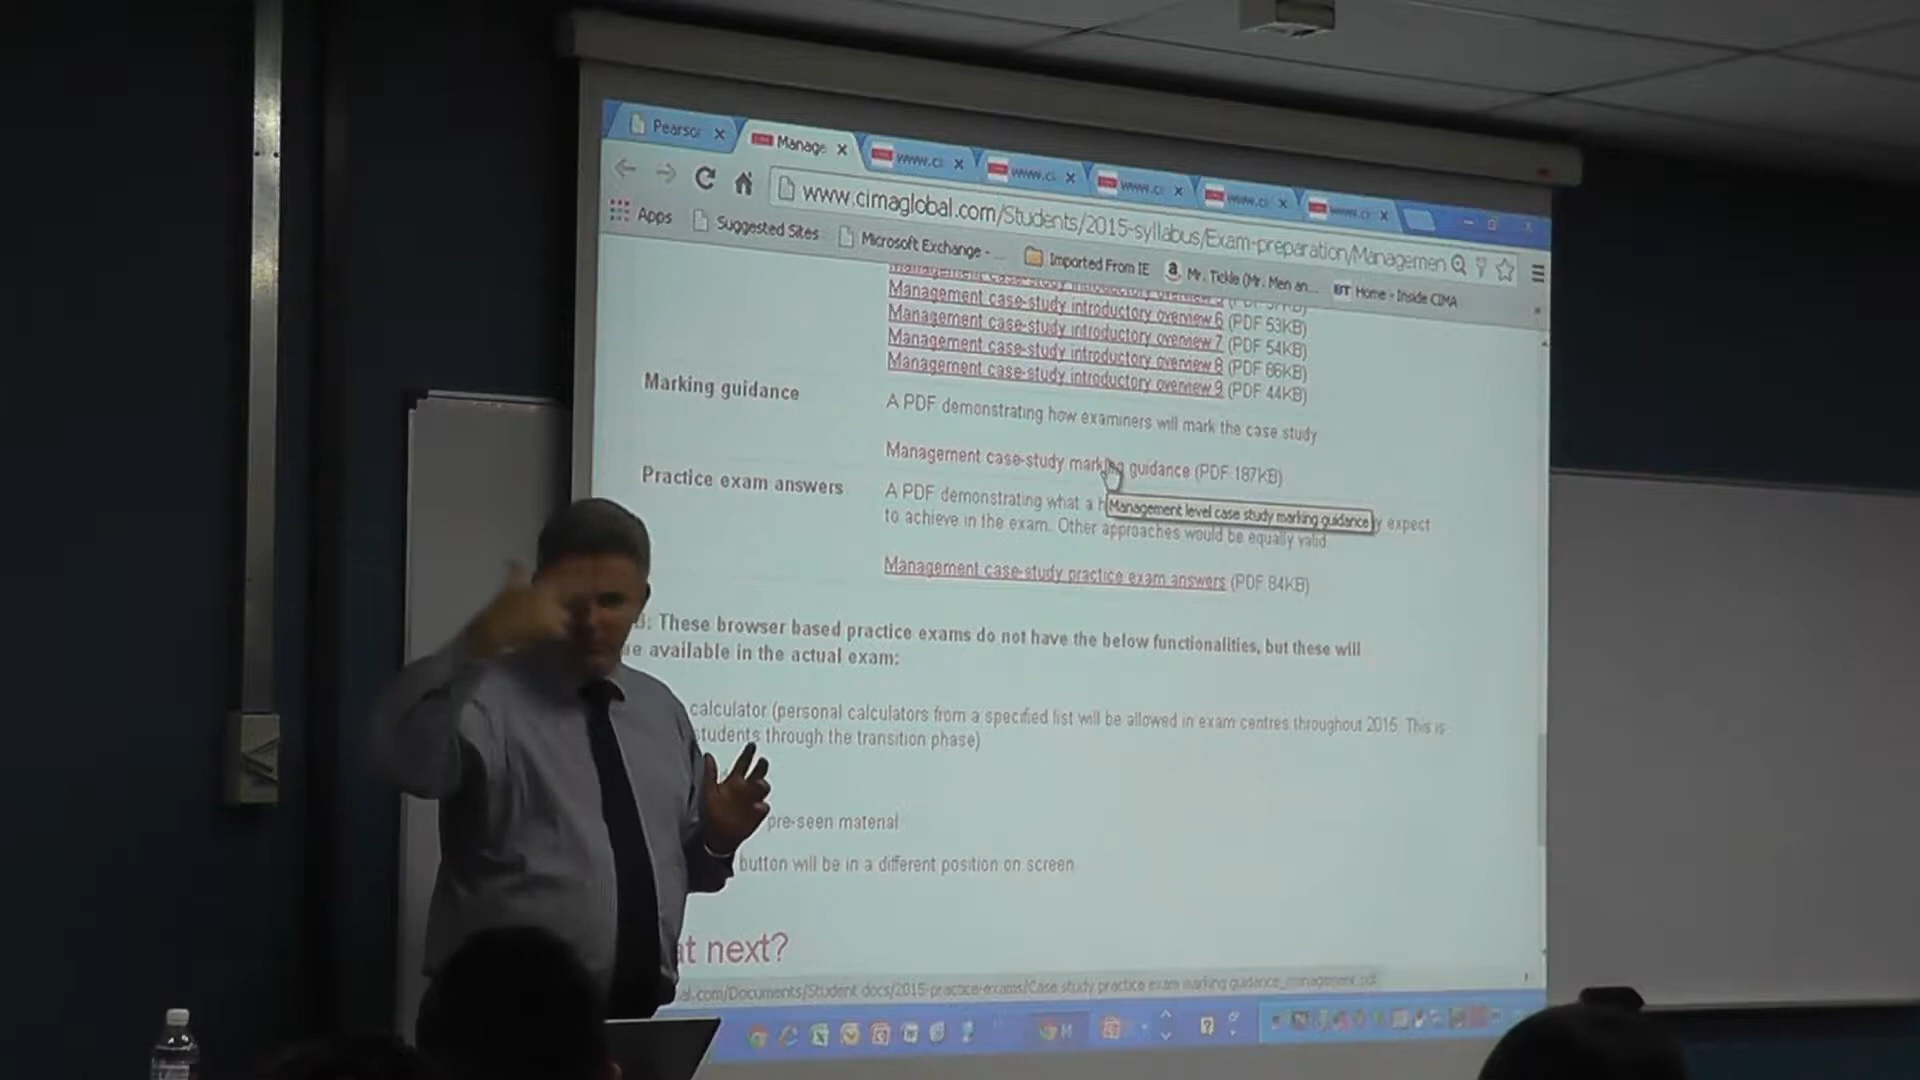 Pearson
Manage
www.ci
www.ci
www.ci
www.ci
www.ci
www.cimaglobal.com/Students/2015-syllabus/Exam-preparation/Managemen
Apps
Suggested Sites
Microsoft Exchange - ...
Imported From IE
Mr. Tickle (Mr. Men an...
BT Home - Inside CIMA
Management case-study introductory overview 5
Management case-study introductory overview 6 (PDF 53KB)
Management case-study introductory overview 7 (PDF 54KB)
Management case-study introductory overview 8 (PDF 66KB)
Management case-study introductory overview 9 (PDF 44KB)
Marking guidance
A PDF demonstrating how examiners will mark the case study
Management case-study marking guidance (PDF 187KB)
Practice exam answers
A PDF demonstrating what a h
y expect
Management level case study marking guidance
to achieve in the exam. Other approaches would be equally valid
Management case-study practice exam answers (PDF 84KB)
B: These browser based practice exams do not have the below functionalities, but these will
be available in the actual exam:
calculator (personal calculators from a specified list will be allowed in exam centres throughout 2015. This is
students through the transition phase)
pre-seen material
button will be in a different position on screen
at next?
al.com/Documents/Student docs/2015-practice-exams/Case study practice exam marking guidance_management.pdf
M